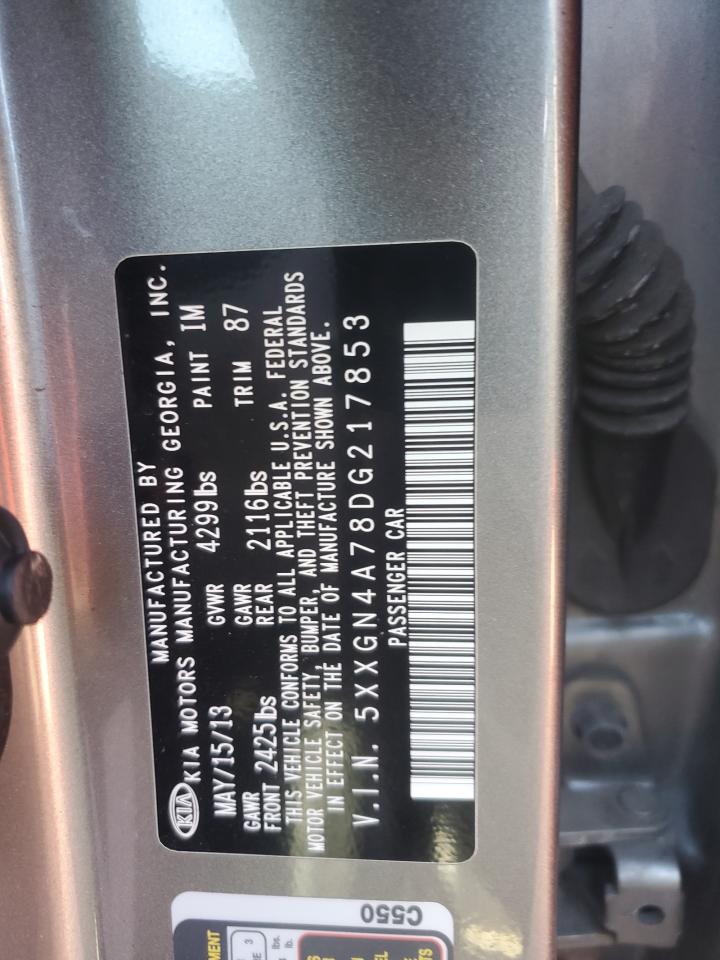 MANUFACTURED BY
KIA KIA MOTORS MANUFACTURING GEORGIA, INC.
MAY/15/13 GVWR 4299lbs PAINT IM
GAWR FRONT 2425lbs GAWR REAR 2116lbs TRIM 87
THIS VEHICLE CONFORMS TO ALL APPLICABLE U.S.A. FEDERAL
MOTOR VEHICLE SAFETY, BUMPER, AND THEFT PREVENTION STANDARDS
IN EFFECT ON THE DATE OF MANUFACTURE SHOWN ABOVE.
V.I.N. 5XXGN4A78DG217853
PASSENGER CAR
C550